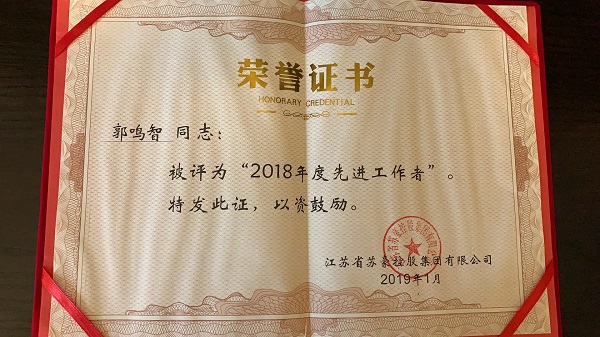 荣誉证书
HONORARY CREDENTIAL
郭鸣智 同志：
被评为“2018年度先进工作者”。
特发此证，以资鼓励。
江苏省苏豪控股集团有限公司
2019年1月